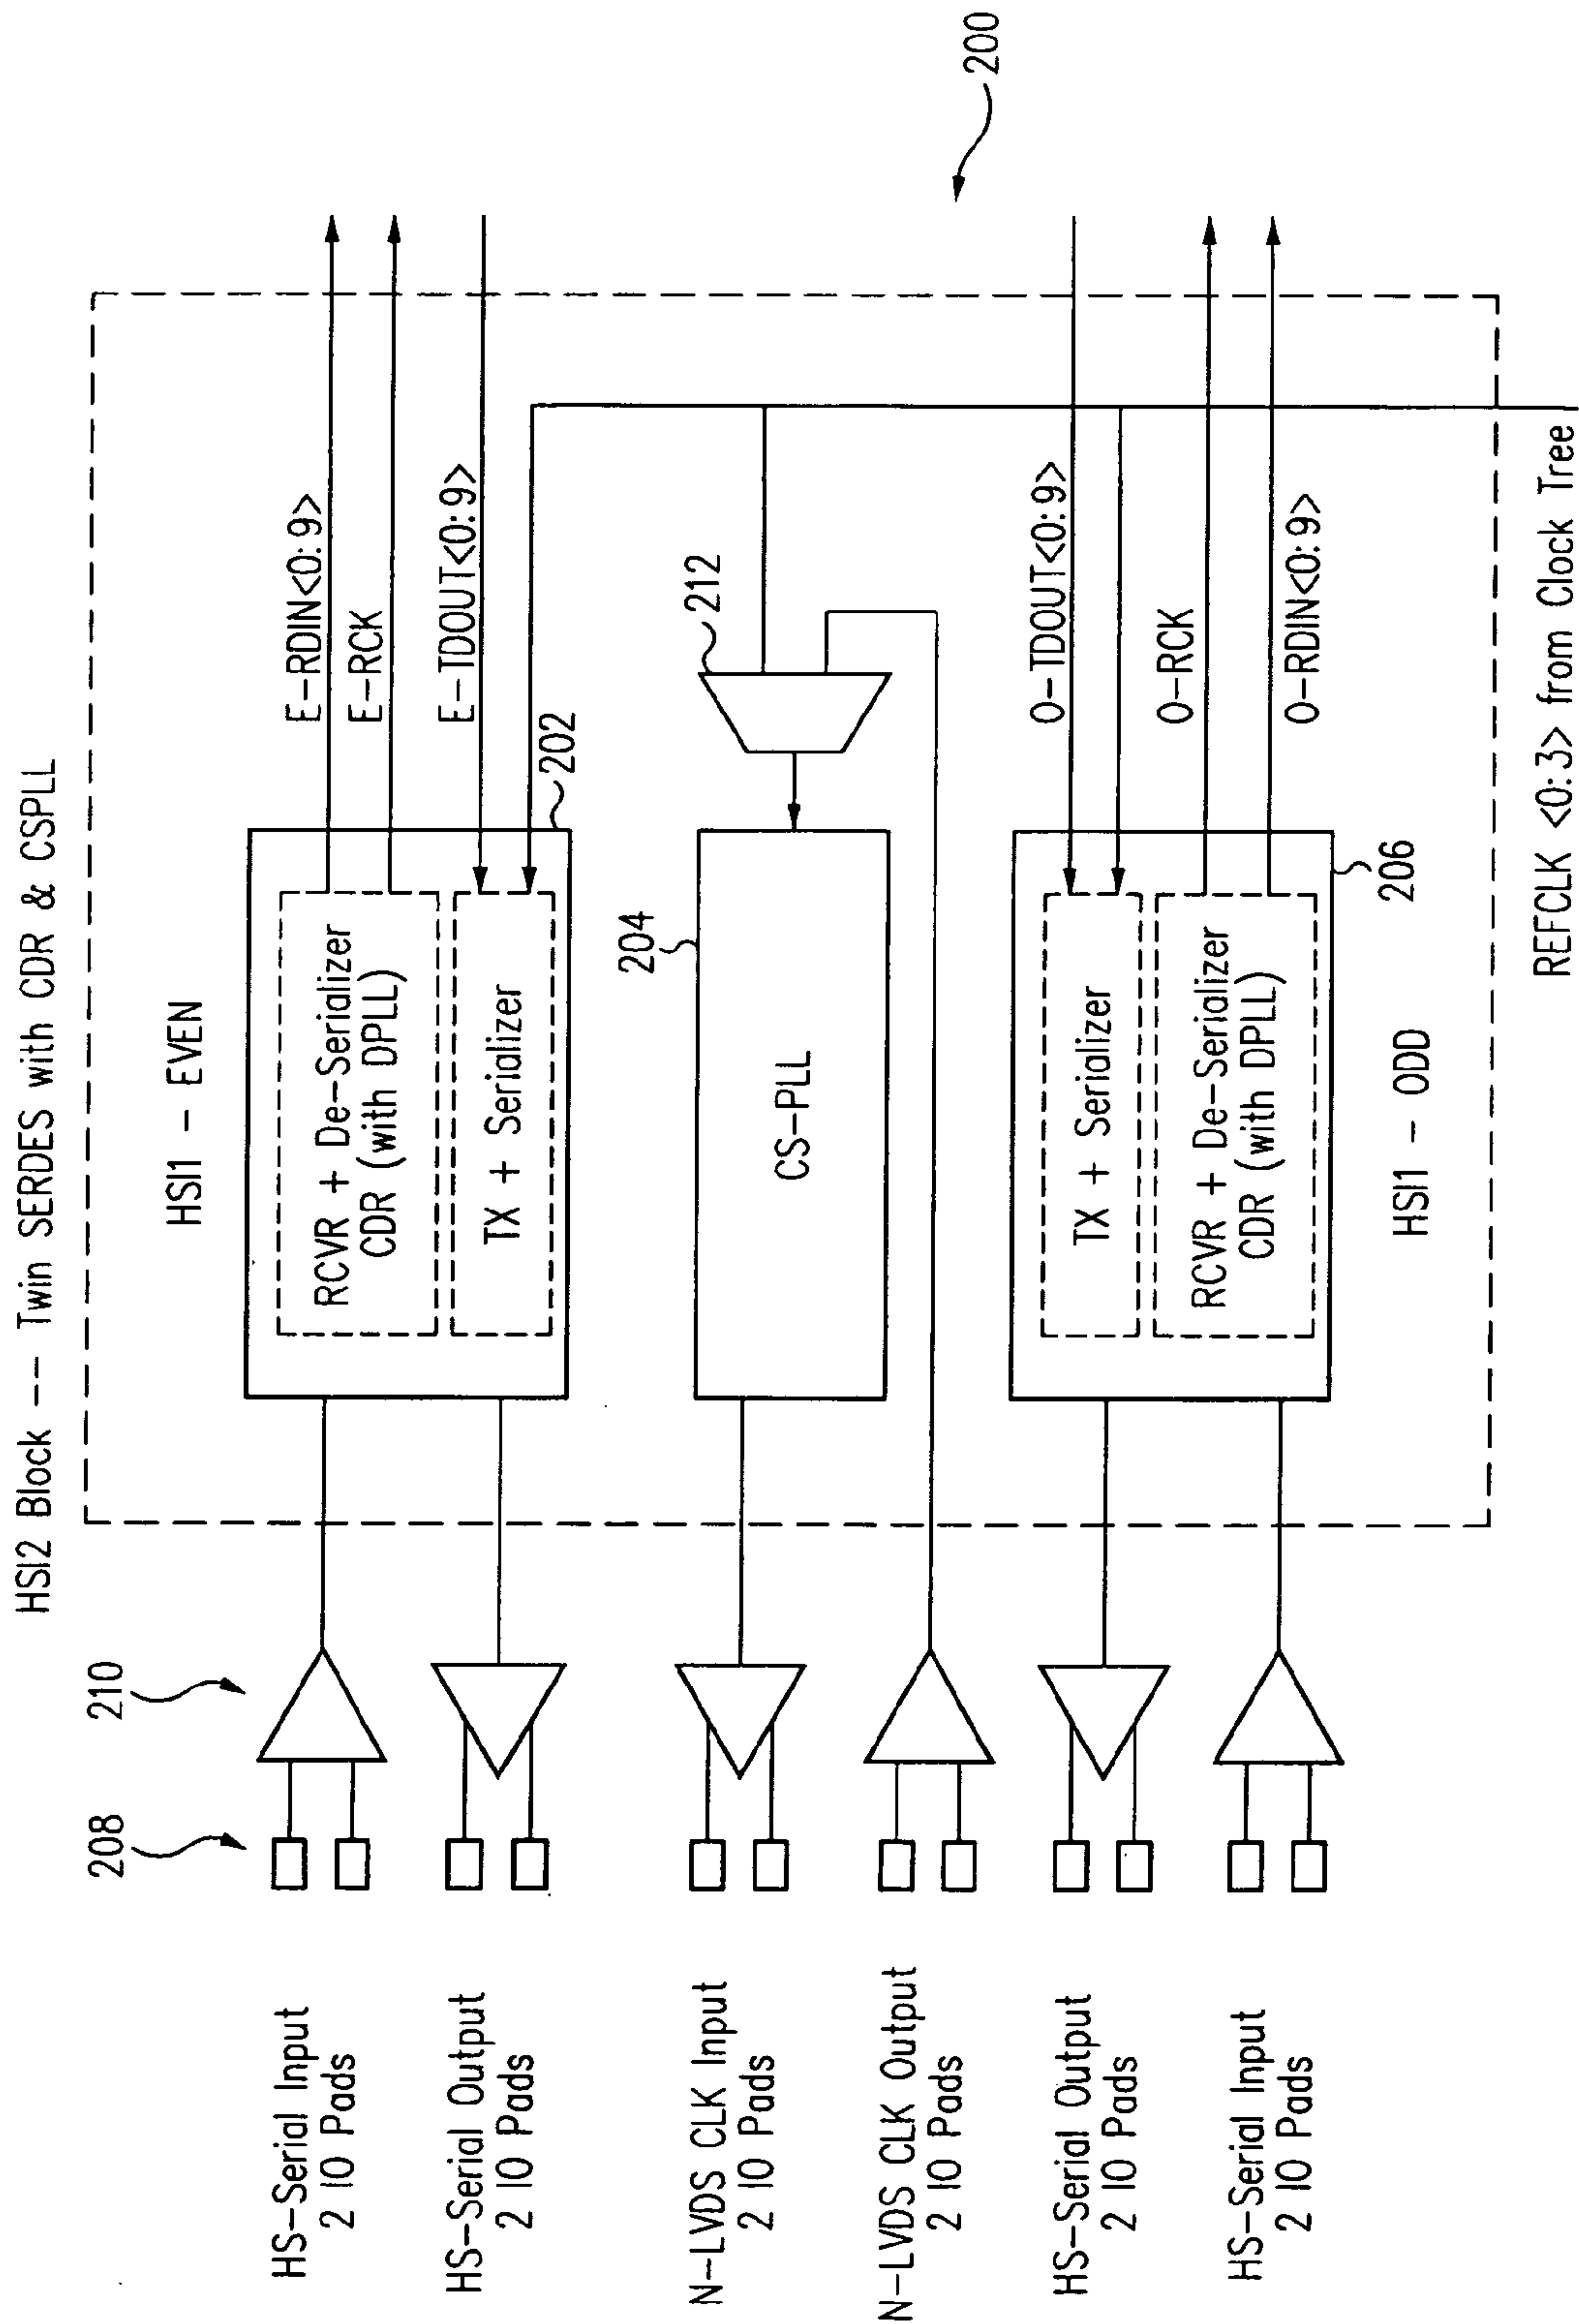 HSI2 Block -- Twin SERDES with CDR & CSPLL
200
210
208
HS-Serial Input
2 IO Pads
HSI1 - EVEN
RCVR + De-Serializer
CDR (with DPLL)
TX + Serializer
202
E-RDIN<0:9>
E-RCK
E-TDOUT<0:9>
HS-Serial Output
2 IO Pads
N-LVDS CLK Input
2 IO Pads
204
CS-PLL
212
N-LVDS CLK Output
2 IO Pads
HS-Serial Output
2 IO Pads
TX + Serializer
RCVR + De-Serializer
CDR (with DPLL)
206
O-TDOUT<0:9>
O-RCK
O-RDIN<0:9>
HS-Serial Input
2 IO Pads
HSI1 - ODD
REFCLK <0:3> from Clock Tree